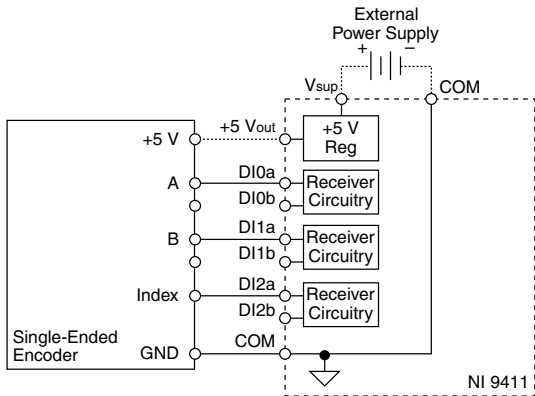 External
Power Supply
+ −
Vsup
COM
+5 V
+5 Vout
+5 V
Reg
A
DI0a
DI0b
Receiver
Circuitry
B
DI1a
DI1b
Receiver
Circuitry
Index
DI2a
DI2b
Receiver
Circuitry
Single-Ended
Encoder
GND
COM
NI 9411